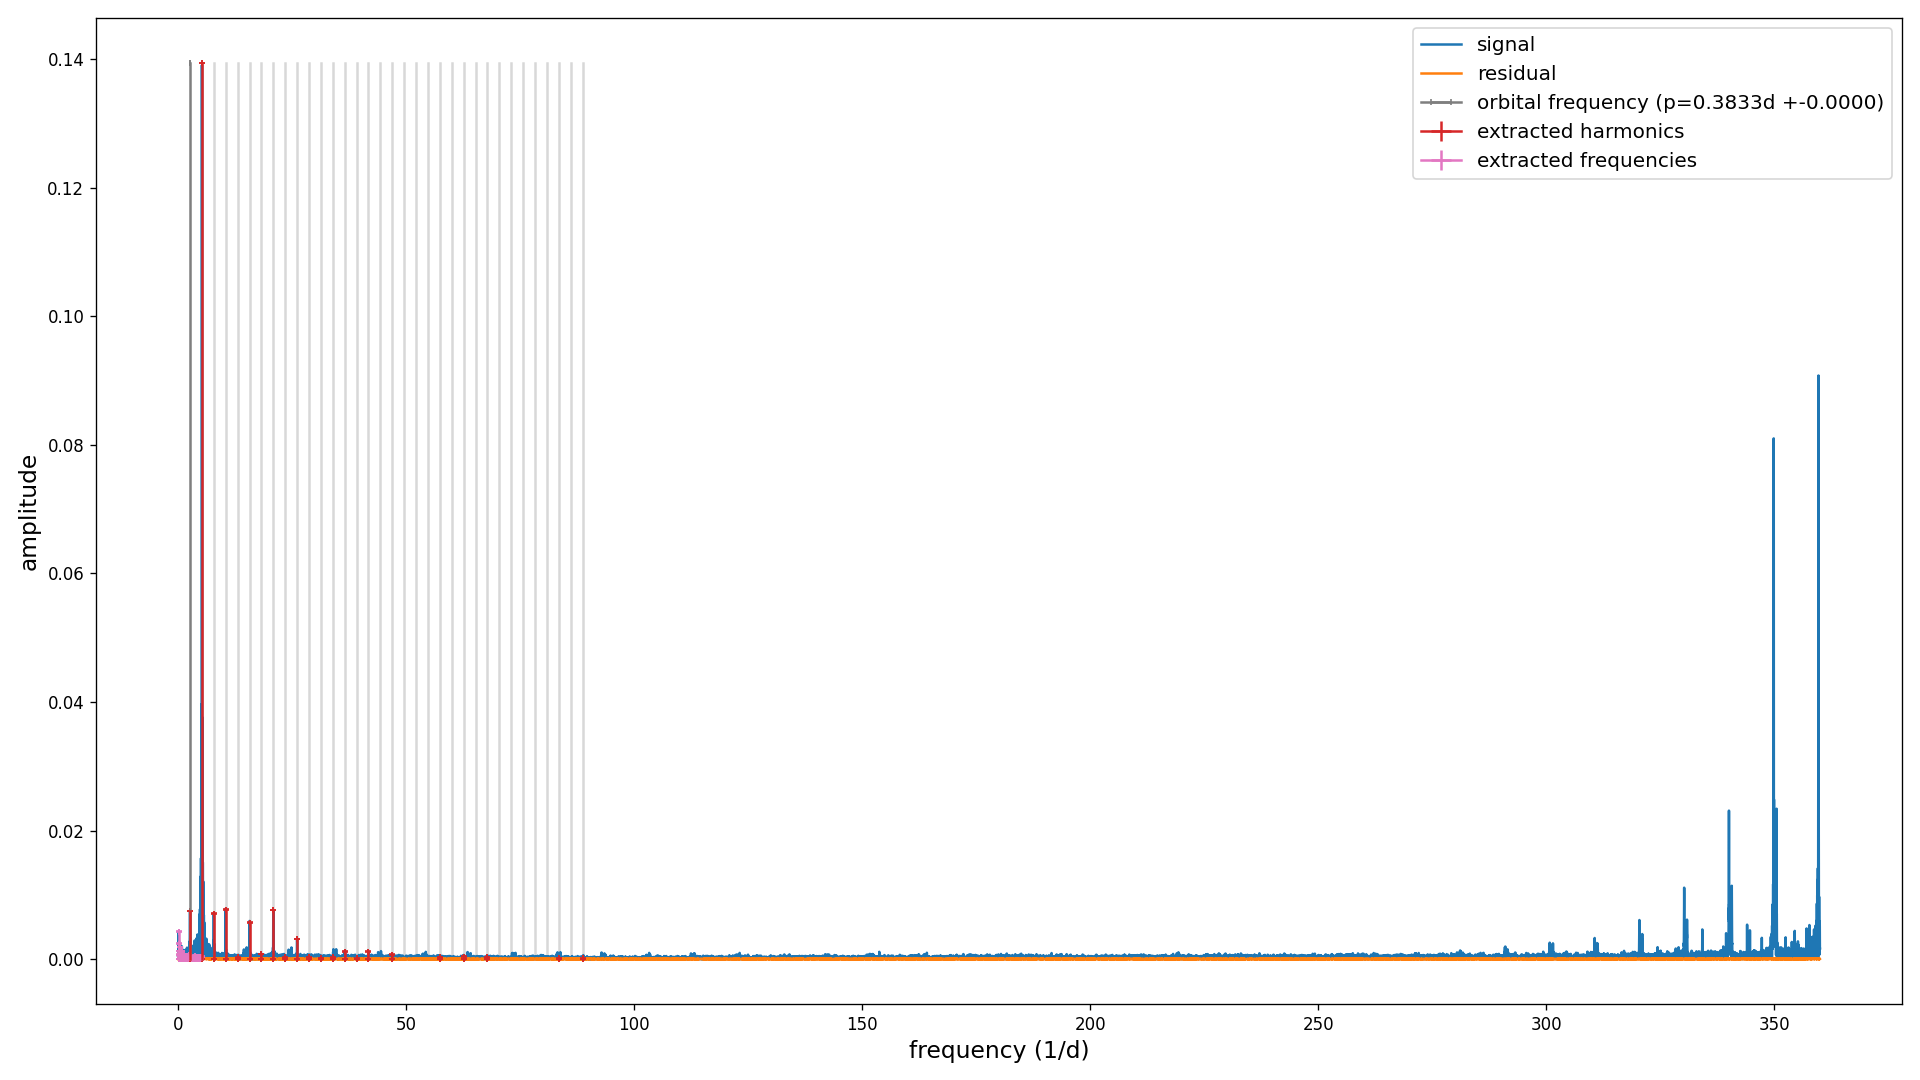 signal
residual
orbital frequency (p=0.3833d +-0.0000)
extracted harmonics
extracted frequencies
0.14
0.12
0.10
0.08
0.06
0.04
0.02
0.00
amplitude
0 50 100 150 200 250 300 350
frequency (1/d)